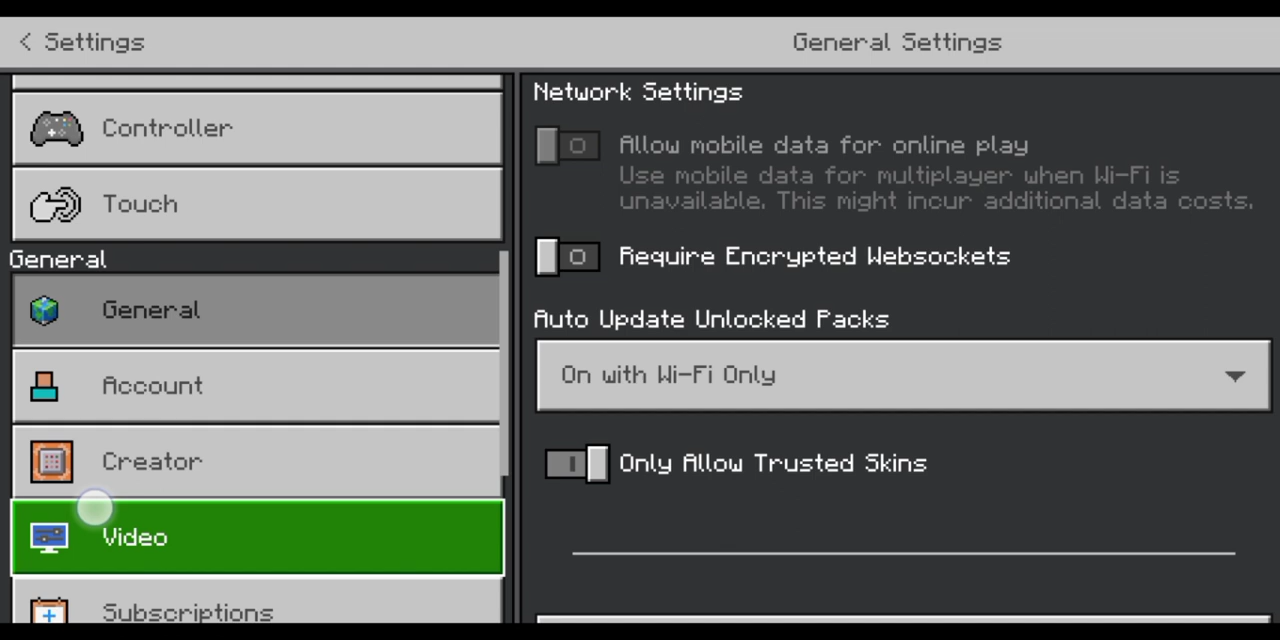 Settings
General Settings
Controller
Touch
General
General
Account
Creator
Video
Subscriptions
Network Settings
Allow mobile data for online play
Use mobile data for multiplayer when Wi-Fi is
unavailable. This might incur additional data costs.
Require Encrypted Websockets
Auto Update Unlocked Packs
On with Wi-Fi Only
Only Allow Trusted Skins